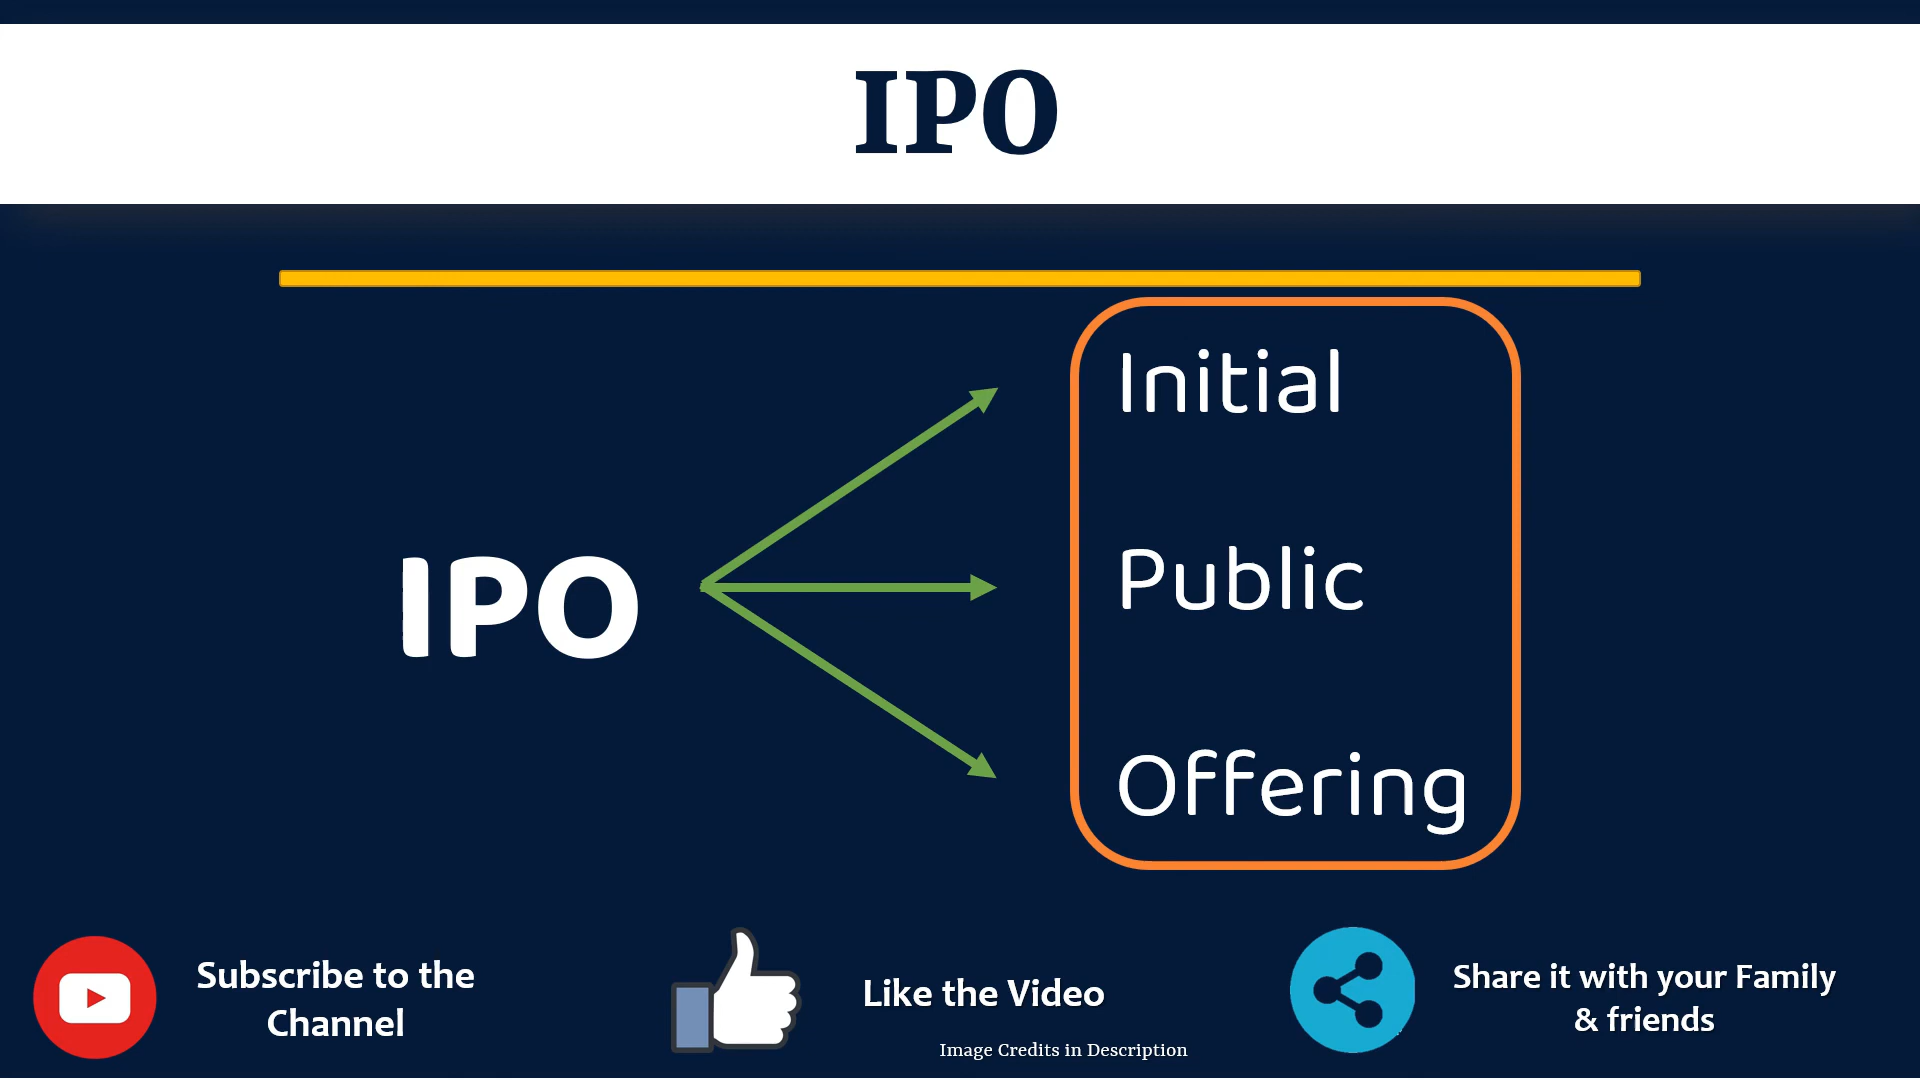 IPO
IPO
Initial
Public
Offering
Subscribe to the
Channel
Like the Video
Share it with your Family
& friends
Image Credits in Description